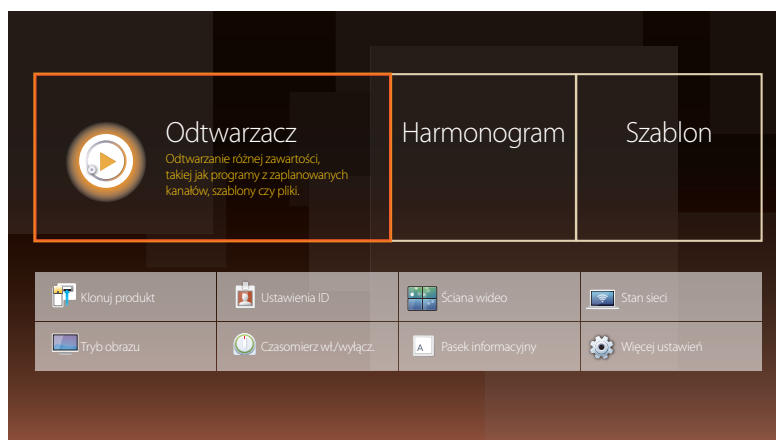 Odtwarzacz
Odtwarzanie różnej zawartości,
takiej jak programy z zaplanowanych
kanałów, szablony czy pliki.
Harmonogram
Szablon
Klonuj produkt
Ustawienia ID
Ściana wideo
Stan sieci
Tryb obrazu
Czasomierz wł./wyłącz.
A
Pasek informacyjny
Więcej ustawień